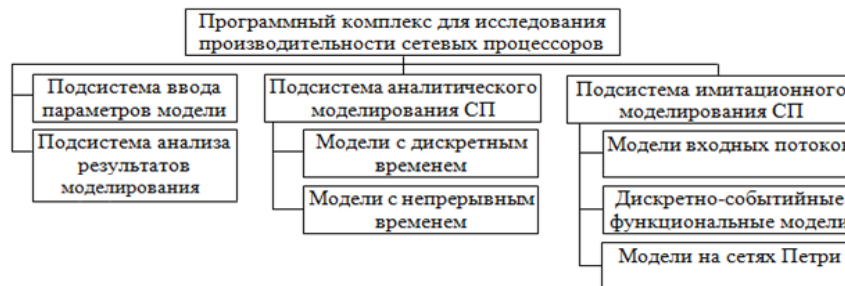 Программный комплекс для исследования
производительности сетевых процессоров
Подсистема ввода
параметров модели
Подсистема анализа
результатов
моделирования
Подсистема аналитического
моделирования СП
Модели с дискретным
временем
Модели с непрерывным
временем
Подсистема имитационного
моделирования СП
Модели входных потоков
Дискретно-событийные
функциональные модели
Модели на сетях Петри